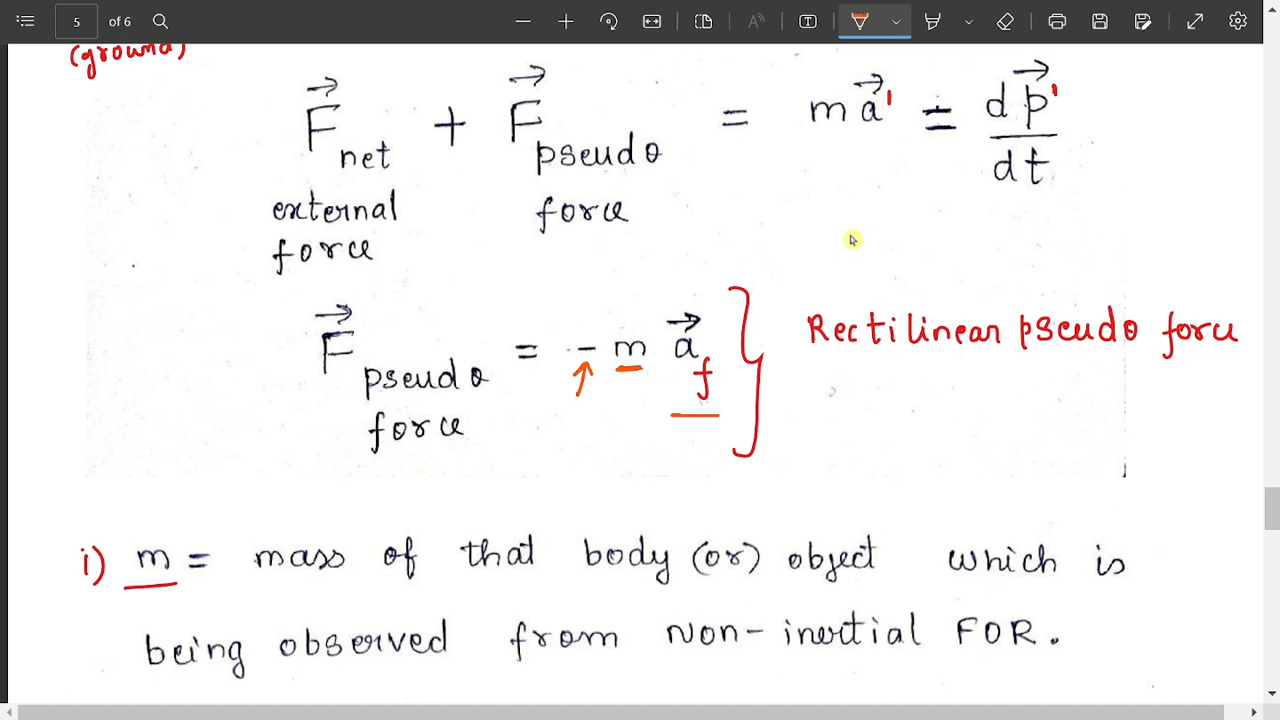 5 of 6
(ground)
F net external force + F pseudo force = m a' = dp'/dt
F pseudo force = - m a f } Rectilinear pseudo force
i) m = mass of that body (or) object which is
being observed from non-inertial FOR.